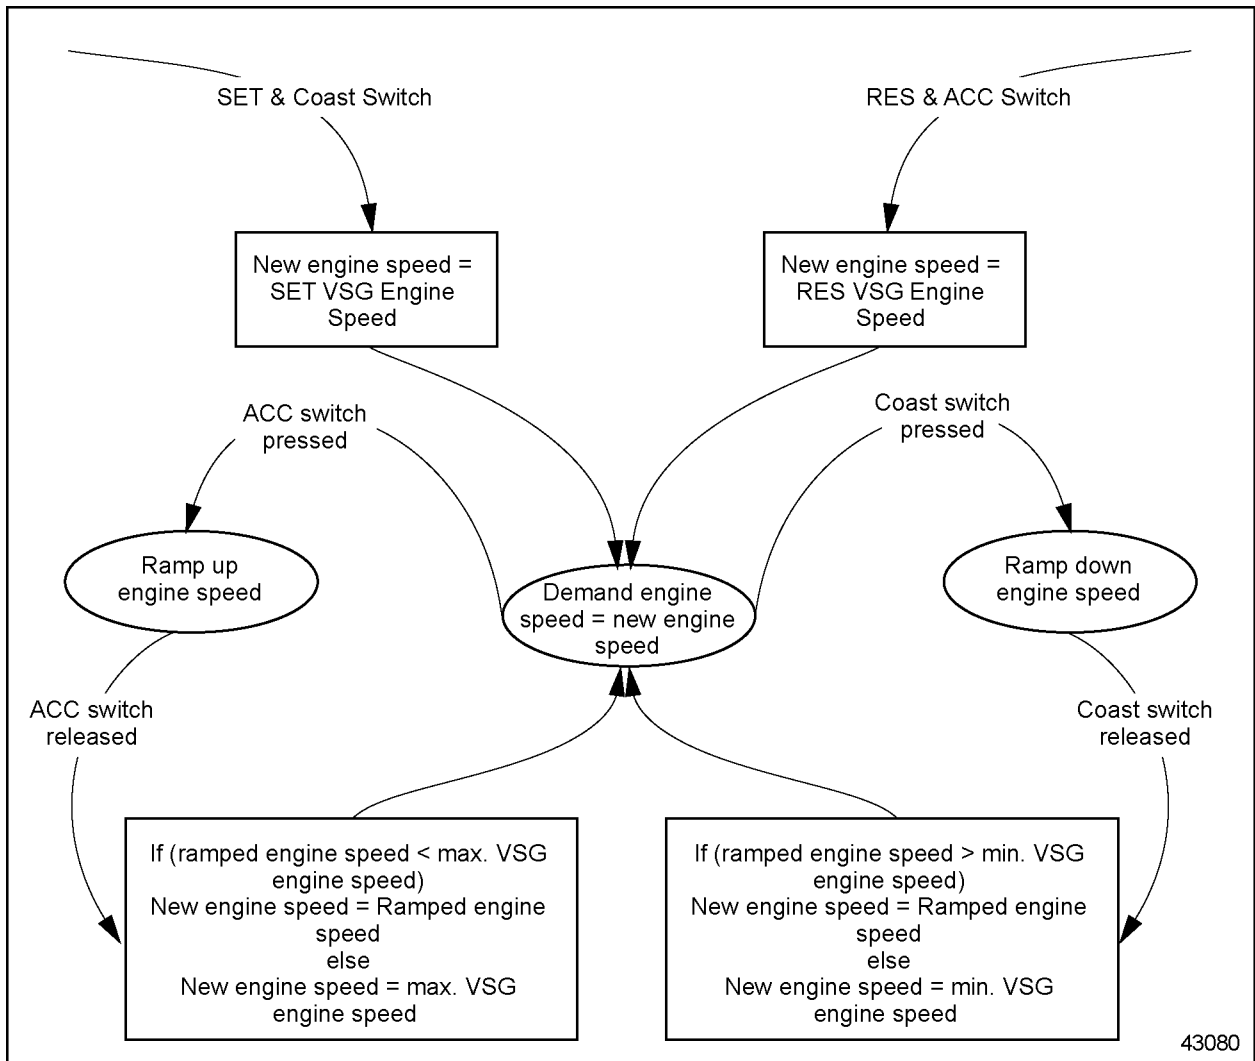 SET & Coast Switch
RES & ACC Switch
New engine speed =
SET VSG Engine
Speed
New engine speed =
RES VSG Engine
Speed
ACC switch
pressed
Coast switch
pressed
Ramp up
engine speed
Demand engine
speed = new engine
speed
Ramp down
engine speed
ACC switch
released
Coast switch
released
If (ramped engine speed < max. VSG
engine speed)
New engine speed = Ramped engine
speed
else
New engine speed = max. VSG
engine speed
If (ramped engine speed > min. VSG
engine speed)
New engine speed = Ramped engine
speed
else
New engine speed = min. VSG
engine speed
43080